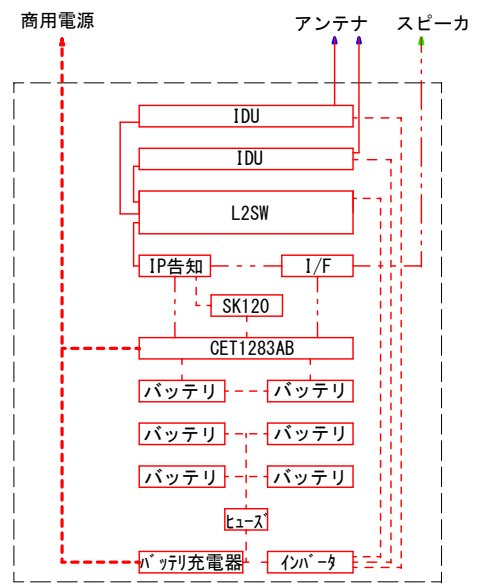 商用電源 アンテナ スピーカ
IDU
IDU
L2SW
IP告知 I/F
SK120
CET1283AB
バッテリ バッテリ
バッテリ バッテリ
バッテリ バッテリ
ﾋｭｰｽﾞ
ﾊﾞｯﾃﾘ充電器 ｲﾝﾊﾞｰﾀ